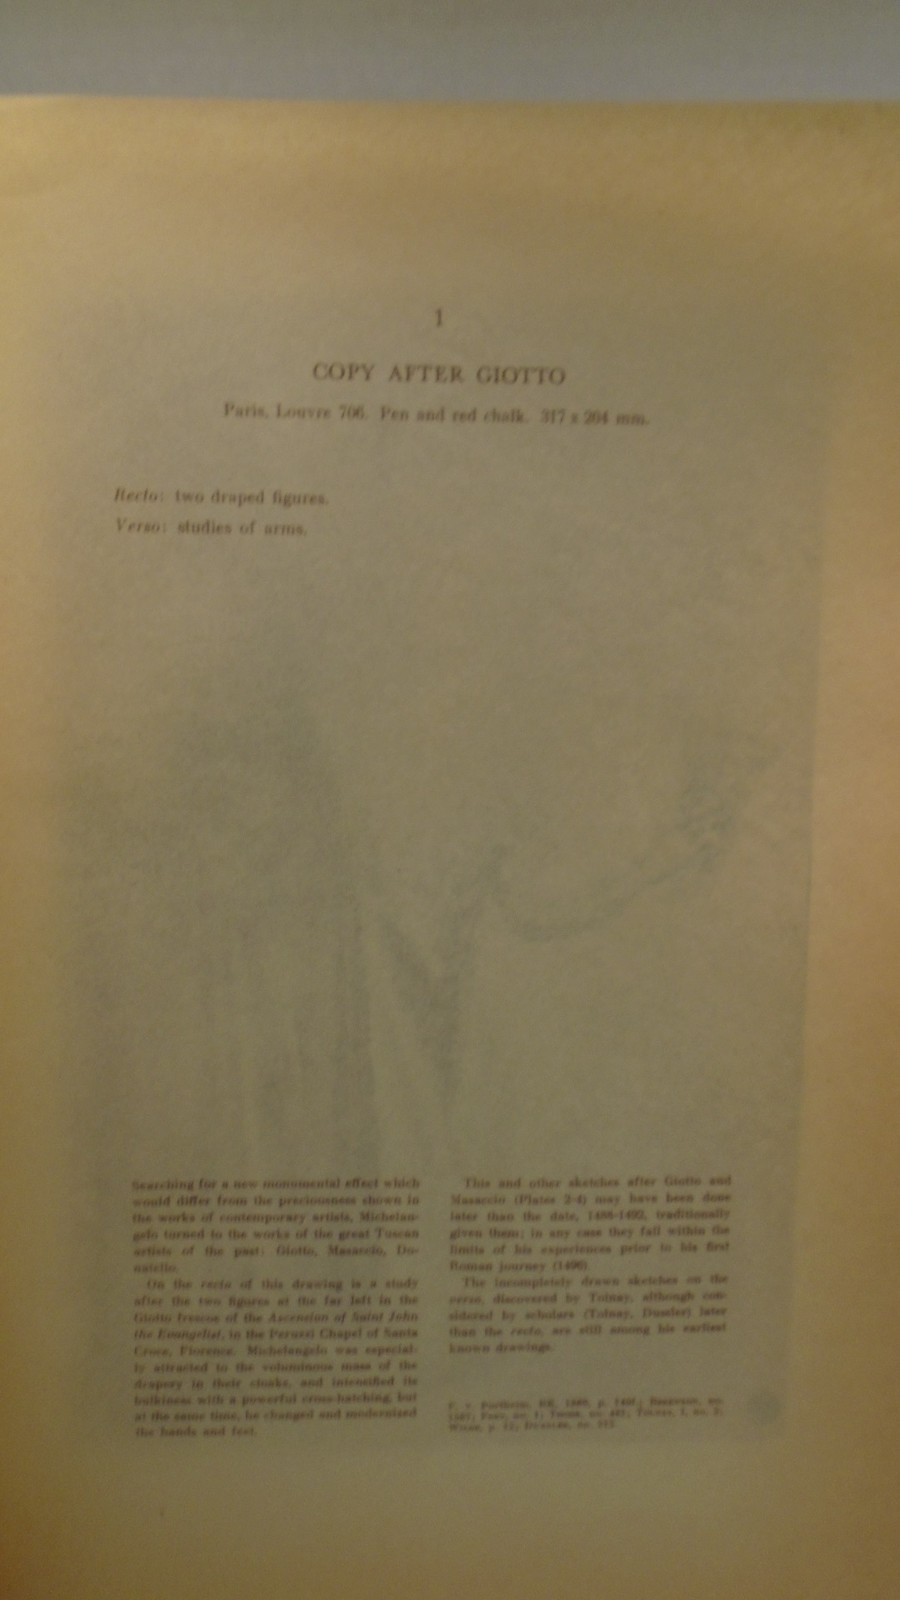 1
COPY AFTER GIOTTO
Paris, Louvre 706. Pen and red chalk. 317 x 204 mm.
Recto: two draped figures.
Verso: studies of arms.
Searching for a new monumental effect which
would differ from the preciousness shown in
the works of contemporary artists, Michelan-
gelo turned to the works of the great Tuscan
artists of the past: Giotto, Masaccio, Do-
natello.
On the recto of this drawing is a study
after the two figures at the far left in the
Giotto frescos of the Ascension of Saint John
the Evangelist, in the Peruzzi Chapel of Santa
Croce, Florence. Michelangelo was especial-
ly attracted to the voluminous mass of the
drapery in their cloaks, and intensified its
bulkiness with a powerful cross-hatching, but
at the same time, he changed and modernized
the hands and feet.
This and other sketches after Giotto and
Masaccio (Plates 2-4) may have been done
later than the date, 1488-1492, traditionally
given them; in any case they fall within the
limits of his experiences prior to his first
Roman journey (1496).
The incompletely drawn sketches on the
verso, discovered by Tolnay, although con-
sidered by scholars (Tolnay, Dussler) later
than the recto, are still among his earliest
known drawings.